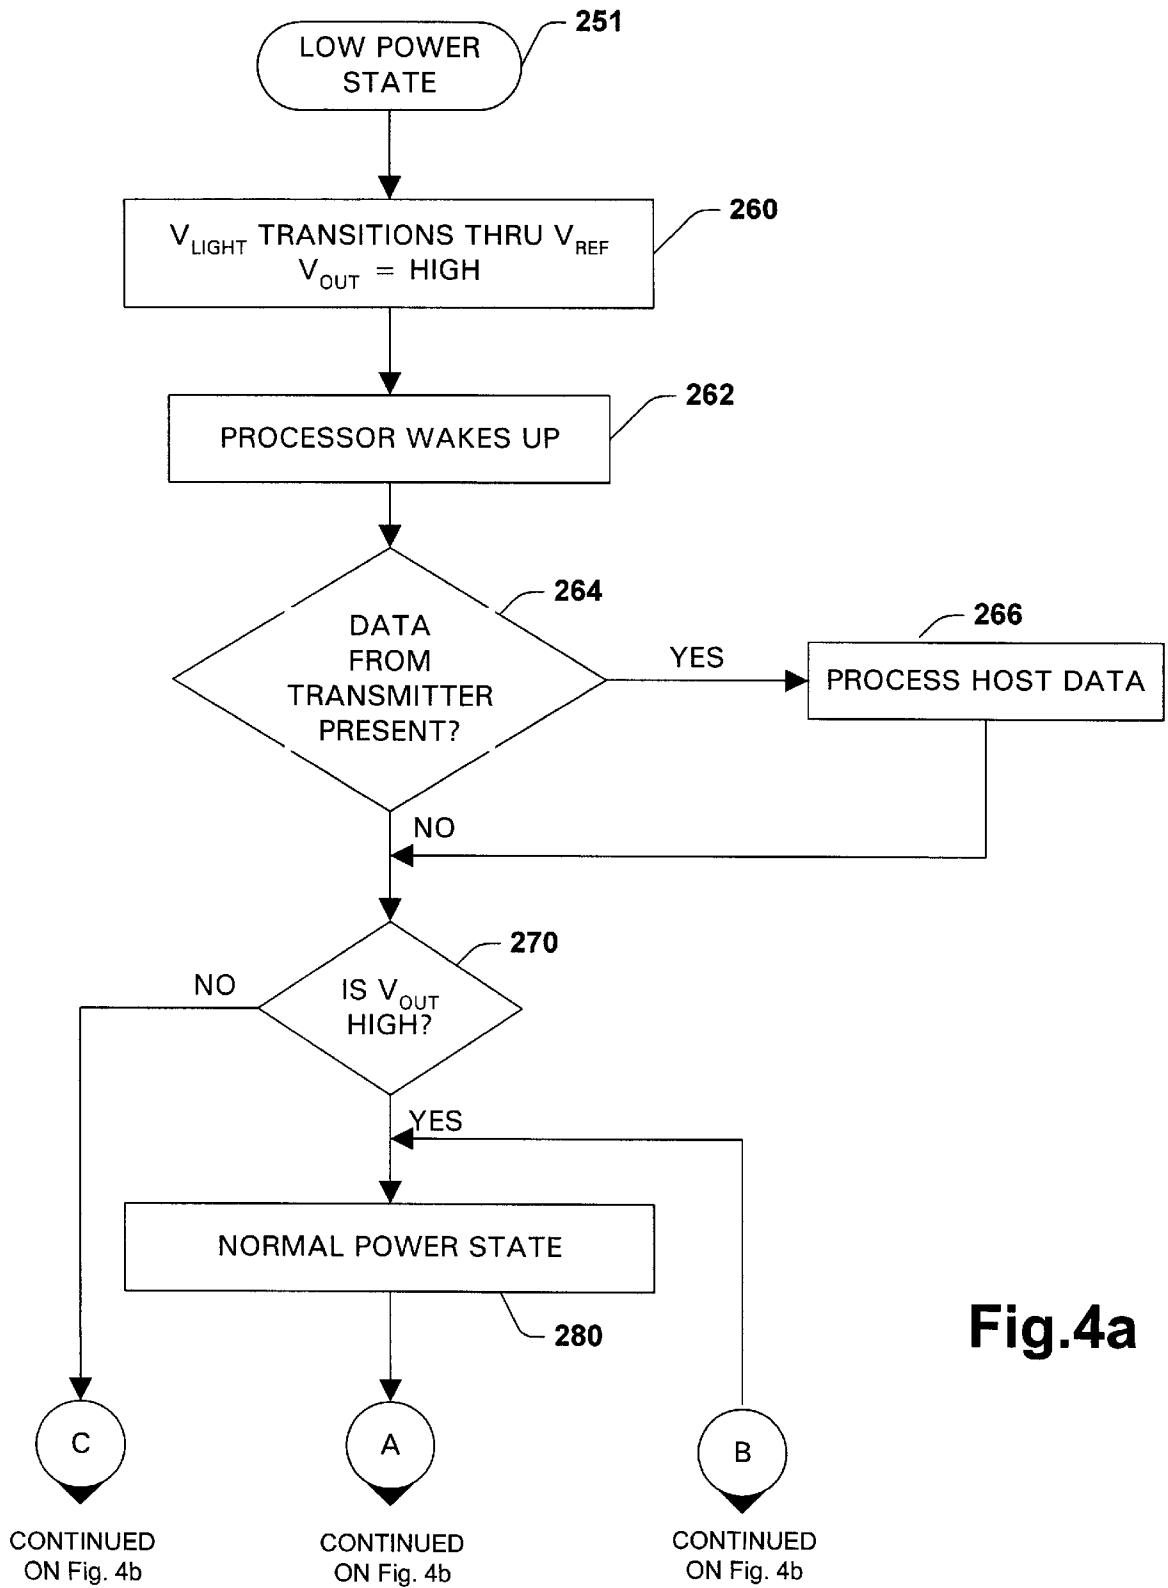 251
LOW POWER
STATE
260
VLIGHT TRANSITIONS THRU VREF
VOUT = HIGH
262
PROCESSOR WAKES UP
264
DATA
FROM
TRANSMITTER
PRESENT?
YES
266
PROCESS HOST DATA
NO
270
IS VOUT
HIGH?
NO
YES
NORMAL POWER STATE
280
Fig.4a
C
A
B
CONTINUED
ON Fig. 4b
CONTINUED
ON Fig. 4b
CONTINUED
ON Fig. 4b